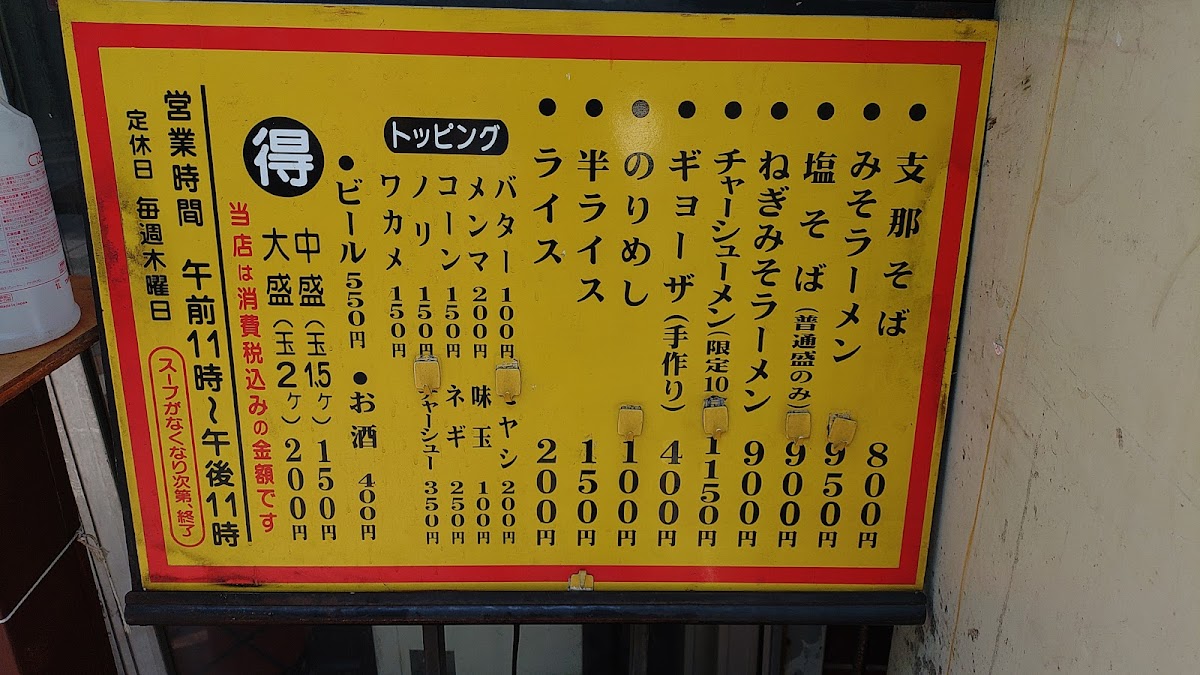 ●支那そば 800円
●みそラーメン 950円
●塩そば(普通盛のみ) 900円
●ねぎみそラーメン 900円
●チャーシューメン(限定10 1150円
●ギョーザ(手作り) 400円
●のりめし 100円
●半ライス 150円
●ライス 200円
トッピング
バター 100円 ヤシ 200円
メンマ 200円 味玉 100円
コーン 150円 ネギ 250円
ノリ 150円 チャーシュー 350円
ワカメ 150円
●ビール 550円 ●お酒 400円
得
中盛(玉1.5ヶ) 150円
大盛(玉2ヶ) 200円
当店は消費税込みの金額です
営業時間 午前11時〜午後11時
定休日 毎週木曜日
スープがなくなり次第、終了